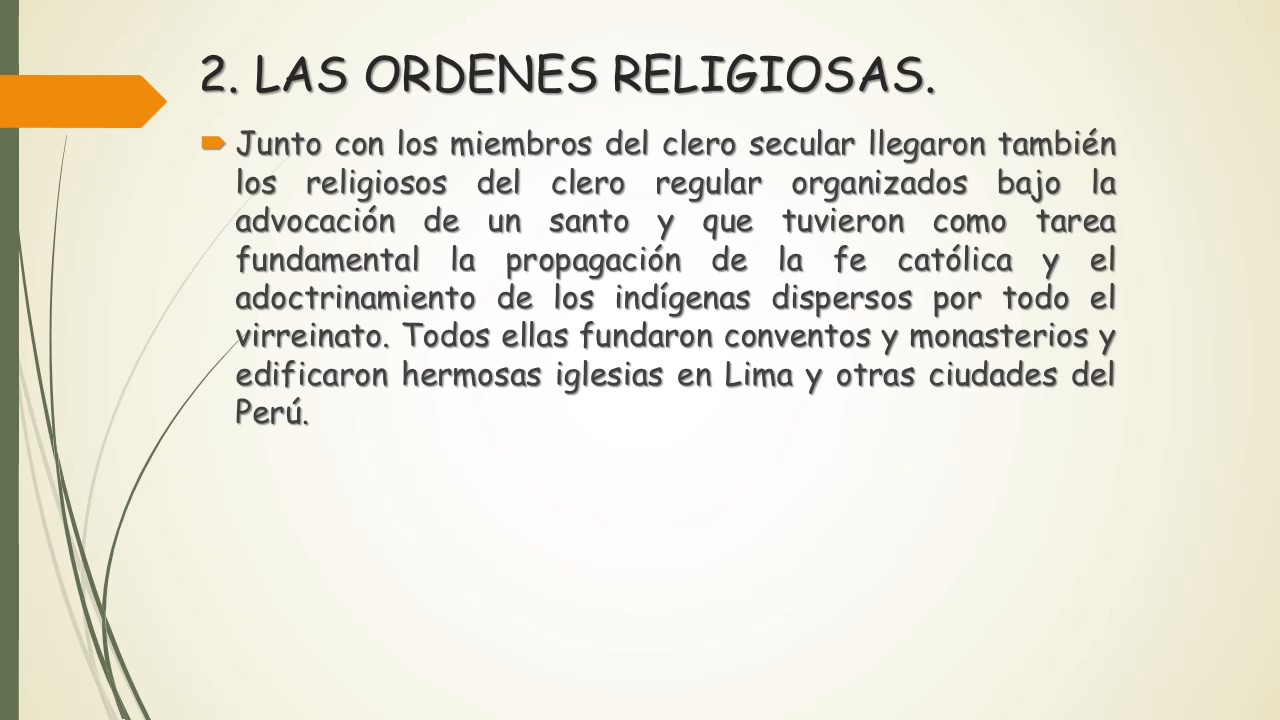 2. LAS ORDENES RELIGIOSAS.
Junto con los miembros del clero secular llegaron también
los religiosos del clero regular organizados bajo la
advocación de un santo y que tuvieron como tarea
fundamental la propagación de la fe católica y el
adoctrinamiento de los indígenas dispersos por todo el
virreinato. Todos ellas fundaron conventos y monasterios y
edificaron hermosas iglesias en Lima y otras ciudades del
Perú.